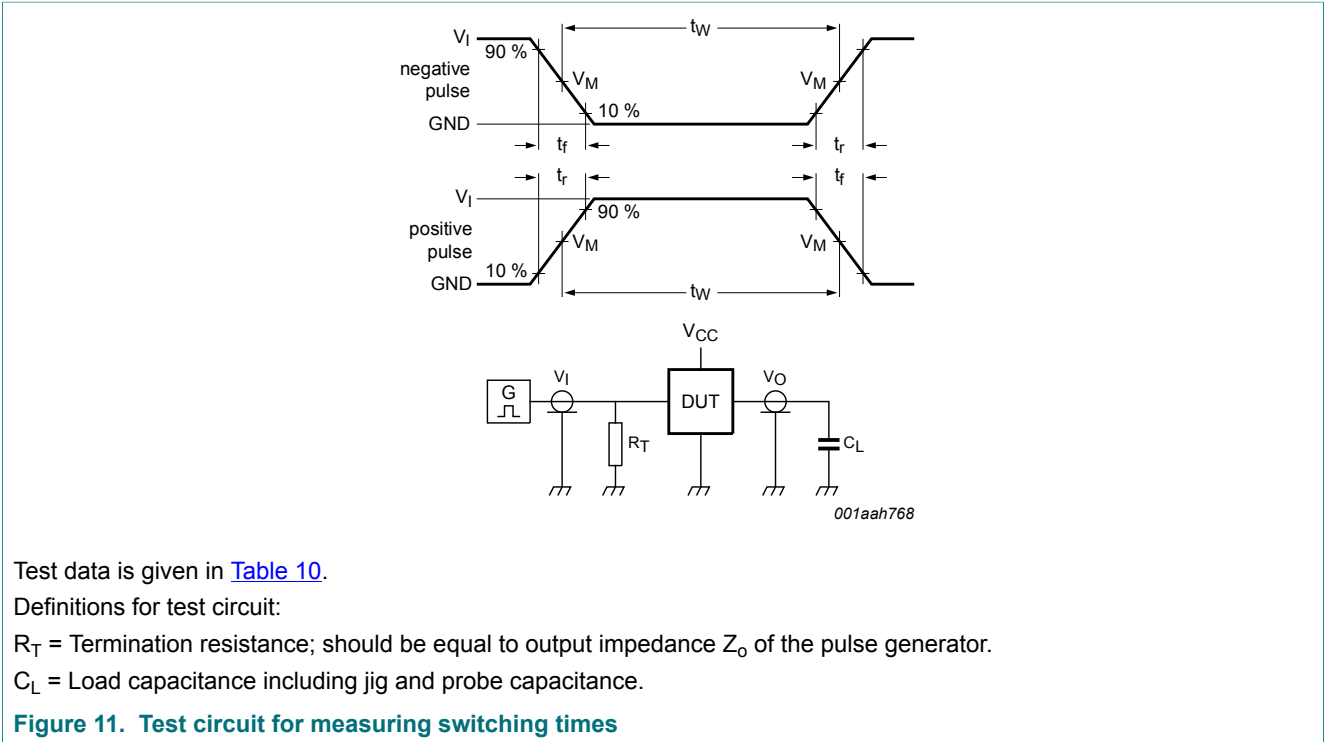 tW
VI
90 %
negative
pulse
VM
VM
10 %
GND
tf
tr
tr
tf
VI
90 %
positive
pulse
VM
VM
10 %
GND
tW
VCC
G
VI
DUT
VO
RT
CL
001aah768
Test data is given in Table 10.
Definitions for test circuit:
RT = Termination resistance; should be equal to output impedance Zo of the pulse generator.
CL = Load capacitance including jig and probe capacitance.
Figure 11. Test circuit for measuring switching times